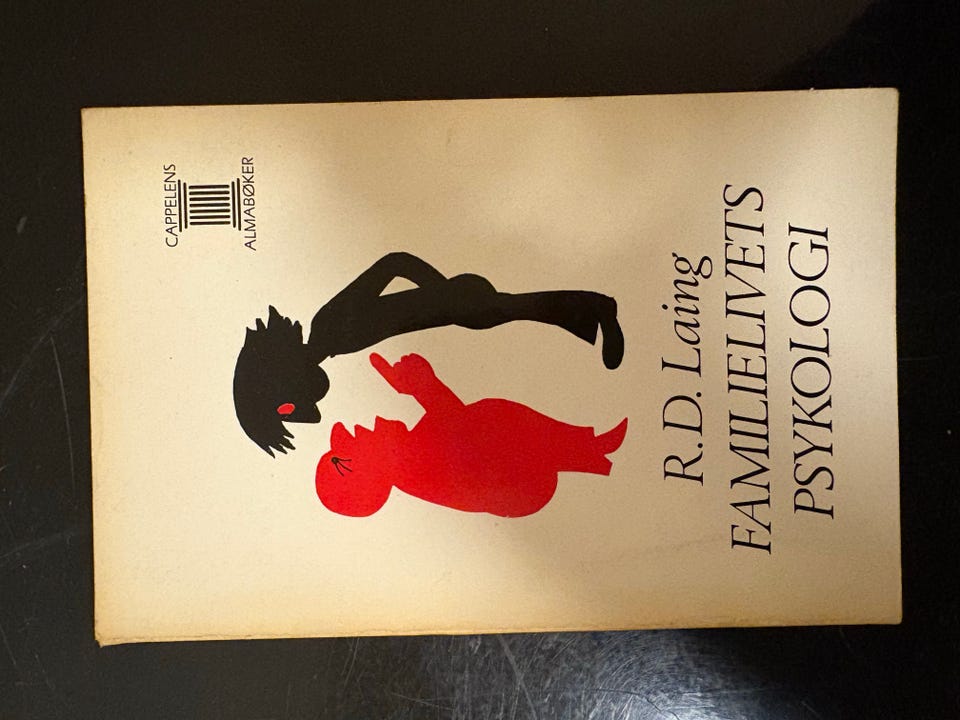 CAPPELENS
ALMABØKER
R.D. Laing
FAMILIELIVETS
PSYKOLOGI